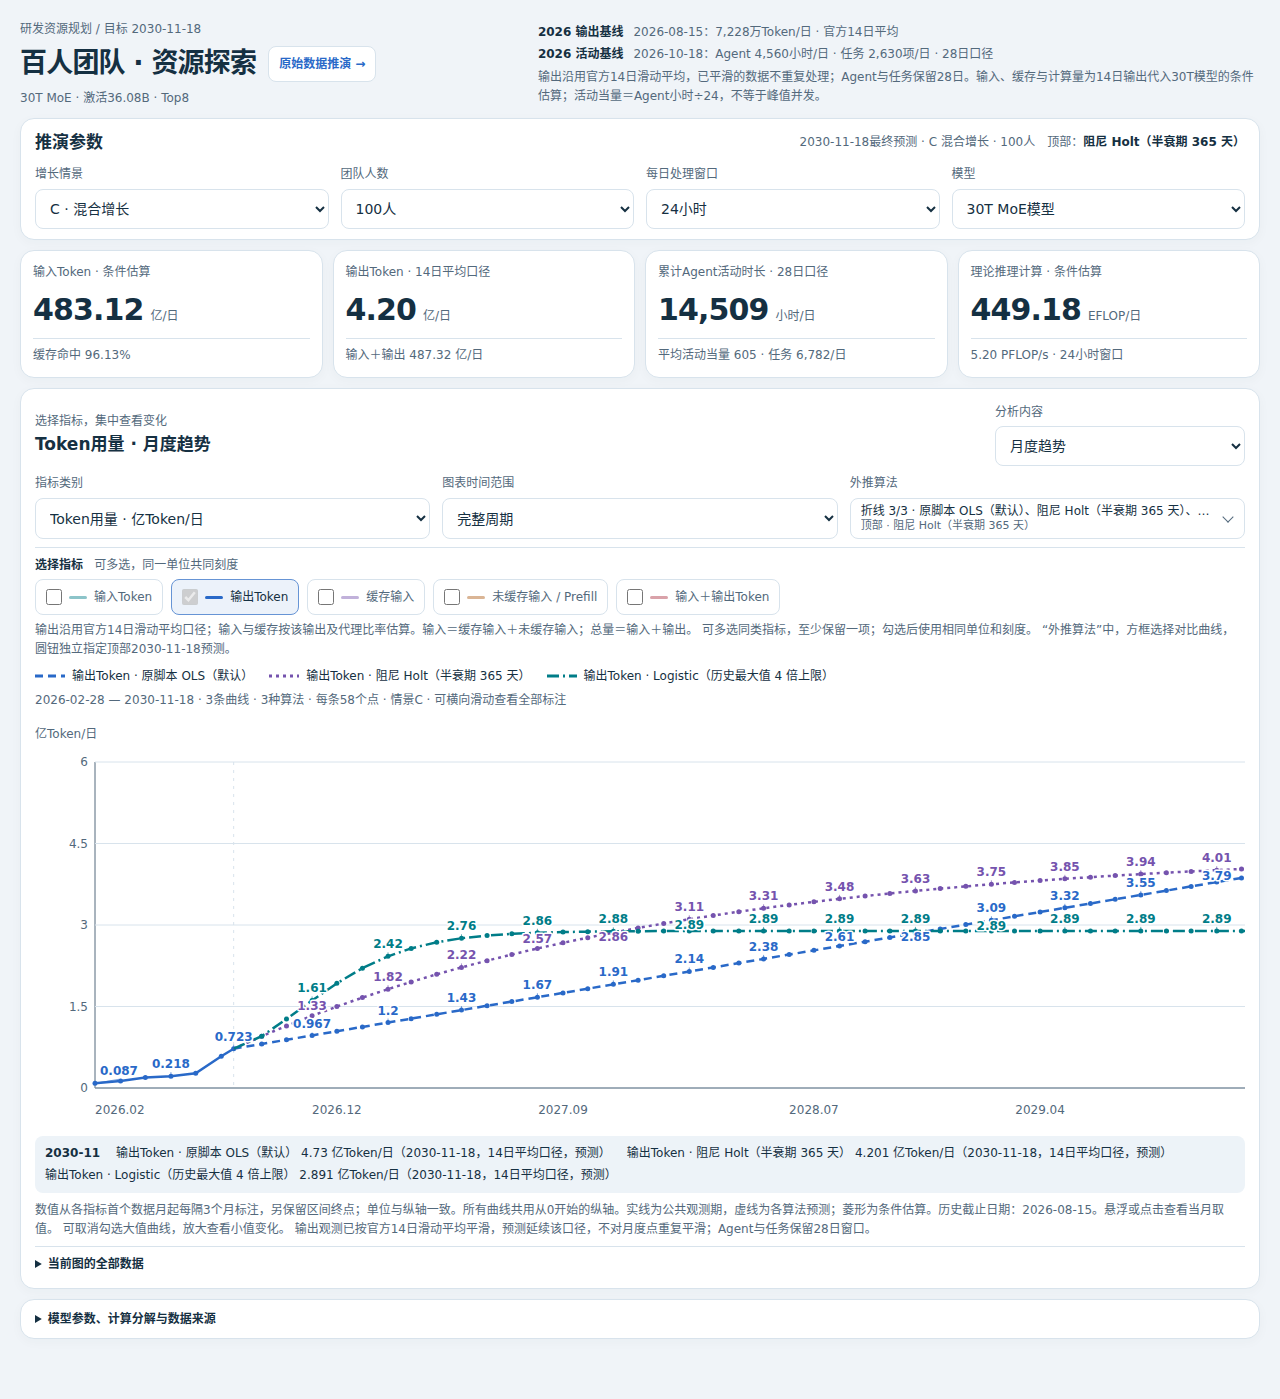 研发资源规划 / 目标 2030-11-18
百人团队 · 资源探索
原始数据推演 →
30T MoE · 激活36.08B · Top8
2026 输出基线 2026-08-15：7,228万Token/日 · 官方14日平均
2026 活动基线 2026-10-18：Agent 4,560小时/日 · 任务 2,630项/日 · 28日口径
输出沿用官方14日滑动平均，已平滑的数据不重复处理；Agent与任务保留28日。输入、缓存与计算量为14日输出代入30T模型的条件
估算；活动当量＝Agent小时÷24，不等于峰值并发。
推演参数
2030-11-18最终预测 · C 混合增长 · 100人 顶部：阻尼 Holt（半衰期 365 天）
增长情景
团队人数
每日处理窗口
模型
C · 混合增长
100人
24小时
30T MoE模型
输入Token · 条件估算
483.12 亿/日
缓存命中 96.13%
输出Token · 14日平均口径
4.20 亿/日
输入＋输出 487.32 亿/日
累计Agent活动时长 · 28日口径
14,509 小时/日
平均活动当量 605 · 任务 6,782/日
理论推理计算 · 条件估算
449.18 EFLOP/日
5.20 PFLOP/s · 24小时窗口
选择指标，集中查看变化
Token用量 · 月度趋势
分析内容
月度趋势
指标类别
图表时间范围
外推算法
Token用量 · 亿Token/日
完整周期
折线 3/3 · 原脚本 OLS（默认）、阻尼 Holt（半衰期 365 天）、…
顶部 · 阻尼 Holt（半衰期 365 天）
选择指标 可多选，同一单位共同刻度
输入Token
输出Token
缓存输入
未缓存输入 / Prefill
输入＋输出Token
输出沿用官方14日滑动平均口径；输入与缓存按该输出及代理比率估算。输入＝缓存输入＋未缓存输入；总量＝输入＋输出。 可多选同类指标，至少保留一项；勾选后使用相同单位和刻度。 “外推算法”中，方框选择对比曲线，
圆钮独立指定顶部2030-11-18预测。
输出Token · 原脚本 OLS（默认）
输出Token · 阻尼 Holt（半衰期 365 天）
输出Token · Logistic（历史最大值 4 倍上限）
2026-02-28 — 2030-11-18 · 3条曲线 · 3种算法 · 每条58个点 · 情景C · 可横向滑动查看全部标注
亿Token/日
6
4.5
3
1.5
0
0.087
0.218
0.723
0.967
1.2
1.43
1.67
1.91
2.14
2.38
2.61
2.85
3.09
3.32
3.55
3.79
1.33
1.82
2.22
2.57
2.86
3.11
3.31
3.48
3.63
3.75
3.85
3.94
4.01
1.61
2.42
2.76
2.86
2.88
2.89
2.89
2.89
2.89
2.89
2.89
2.89
2.89
2026.02
2026.12
2027.09
2028.07
2029.04
2030-11 输出Token · 原脚本 OLS（默认） 4.73 亿Token/日（2030-11-18，14日平均口径，预测） 输出Token · 阻尼 Holt（半衰期 365 天） 4.201 亿Token/日（2030-11-18，14日平均口径，预测）
输出Token · Logistic（历史最大值 4 倍上限） 2.891 亿Token/日（2030-11-18，14日平均口径，预测）
数值从各指标首个数据月起每隔3个月标注，另保留区间终点；单位与纵轴一致。所有曲线共用从0开始的纵轴。实线为公共观测期，虚线为各算法预测；菱形为条件估算。历史截止日期：2026-08-15。悬浮或点击查看当月取
值。 可取消勾选大值曲线，放大查看小值变化。 输出观测已按官方14日滑动平均平滑，预测延续该口径，不对月度点重复平滑；Agent与任务保留28日窗口。
当前图的全部数据
模型参数、计算分解与数据来源